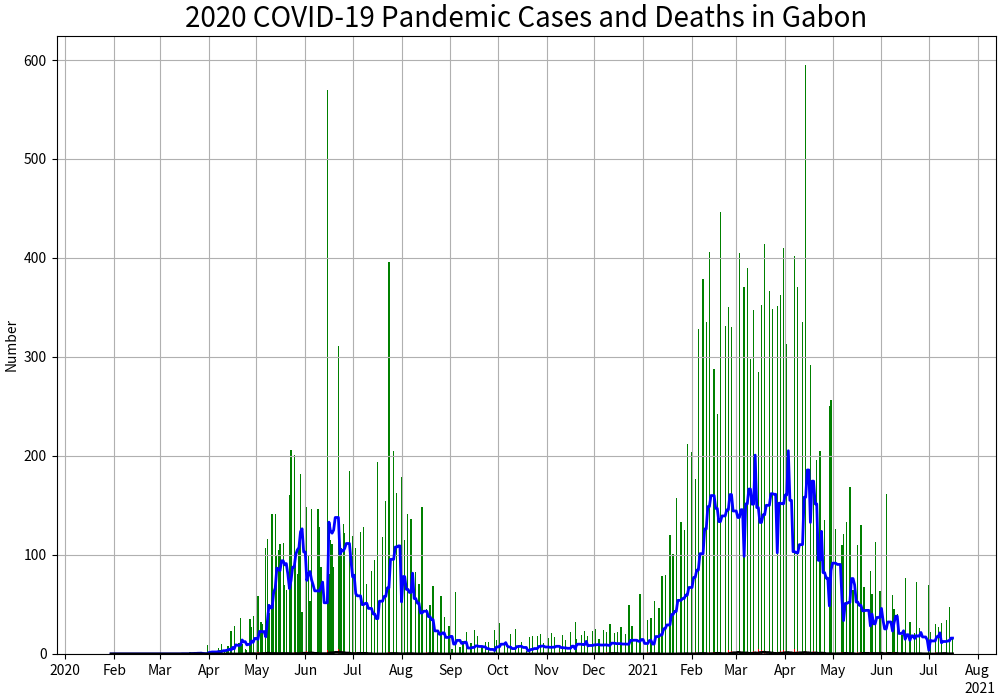 2020 COVID-19 Pandemic Cases and Deaths in Gabon
600
500
400
300
200
100
0
Number
2020 Feb Mar Apr May Jun Jul Aug Sep Oct Nov Dec 2021 Feb Mar Apr May Jun Jul Aug
2021